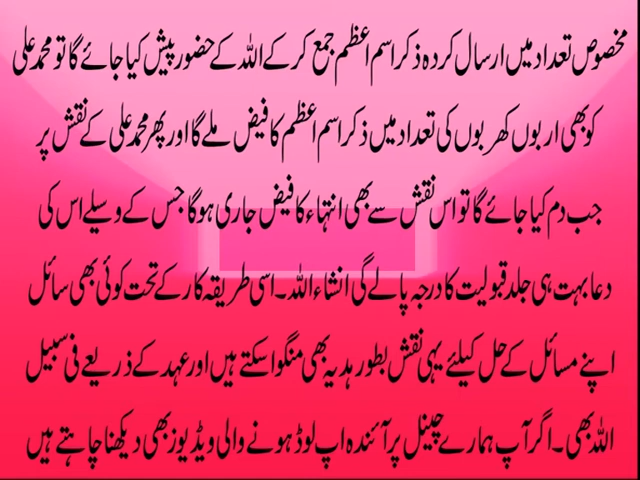 مخصوص تعداد میں ارسال کردہ ذکر اسم اعظم جمع کر کے اللہ کے حضور پیش کیا جائے گا تو محمد علی
کو بھی اربوں کھربوں کی تعداد میں ذکر اسم اعظم کا فیض ملے گا اور پھر محمد علی کے نقش پر
جب دم کیا جائے گا تو اس نقش سے بھی انتہاء کا فیض جاری ہو گا جس کے وسیلے اس کی
دعا بہت ہی جلد قبولیت کا درجہ پا لے گی انشاء اللہ۔ اسی طریقہ کار کے تحت کوئی بھی سائل
اپنے مسائل کے حل کیلئے یہی نقش بطور ہدیہ بھی منگوا سکتے ہیں اور عہد کے ذریعے فی سبیل
اللہ بھی۔ اگر آپ ہمارے چینل پر آئندہ اپ لوڈ ہونے والی ویڈیوز بھی دیکھنا چاہتے ہیں